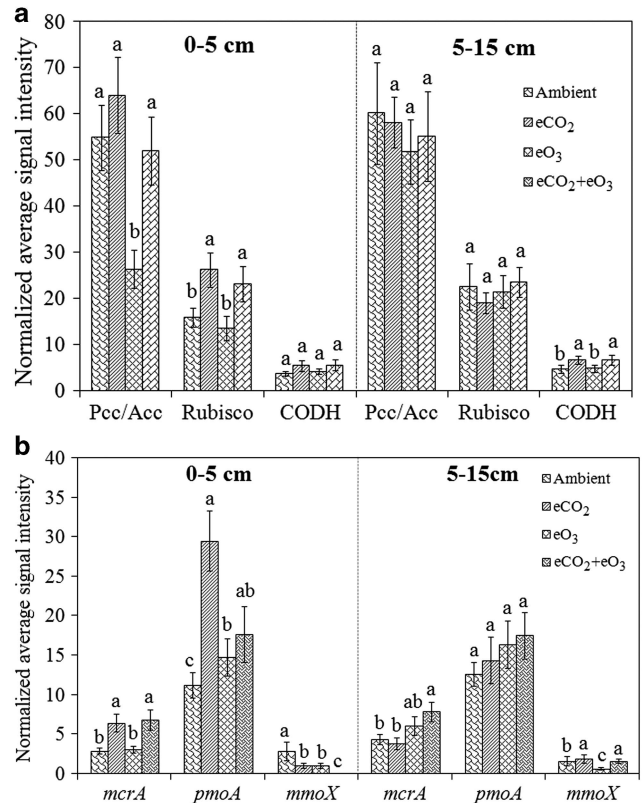 a
Normalized average signal intensity
80
70
60
50
40
30
20
10
0
0-5 cm
5-15 cm
a a b a
b a b a
a a a a
a a a a
a a a a
b a b a
Ambient
eCO₂
eO₃
eCO₂+eO₃
Pcc/Acc Rubisco CODH Pcc/Acc Rubisco CODH
b
Normalized average signal intensity
40
35
30
25
20
15
10
5
0
0-5 cm
5-15cm
b a b a
c a b ab
a b b c
b b ab a
a a a a
b a c a
Ambient
eCO₂
eO₃
eCO₂+eO₃
mcrA pmoA mmoX mcrA pmoA mmoX